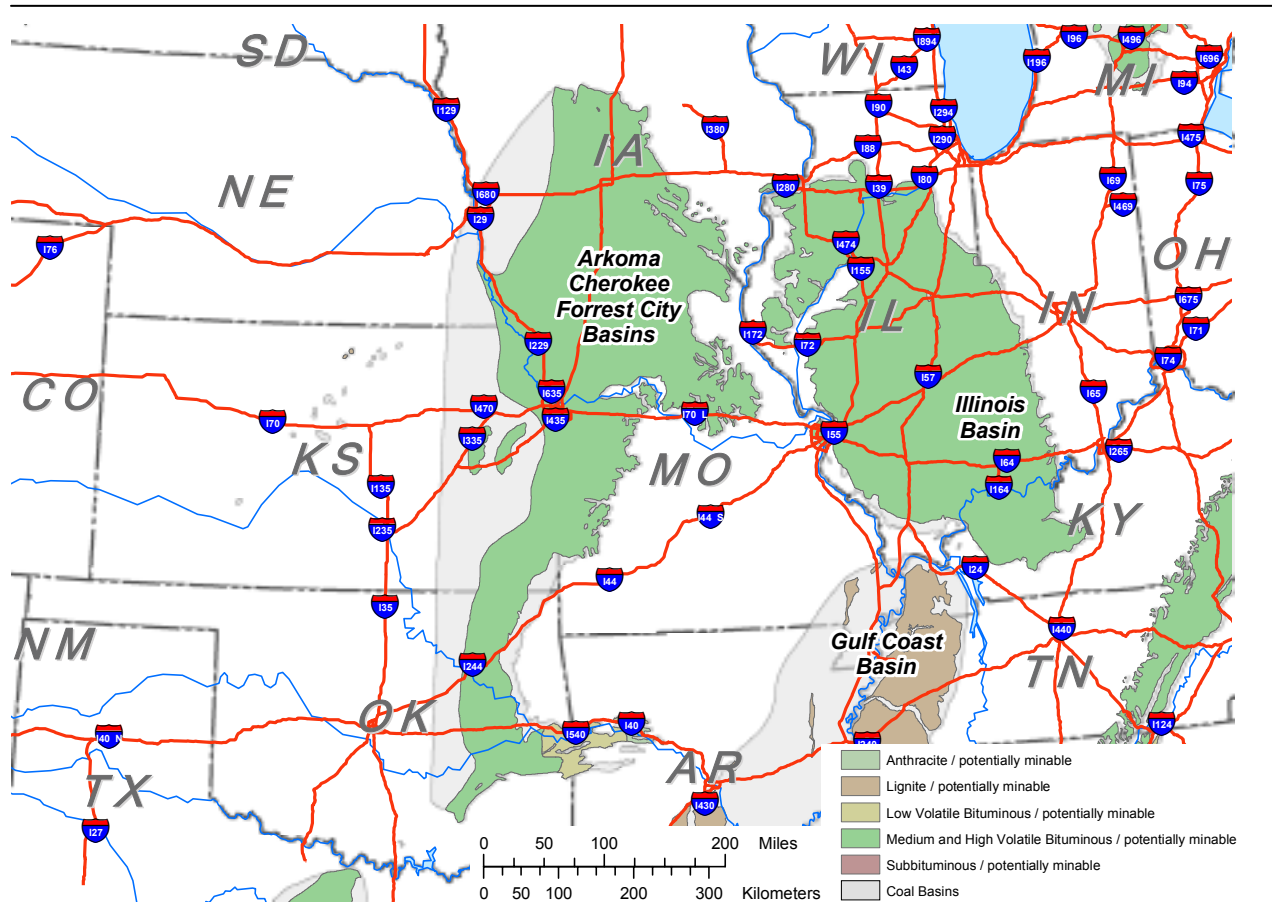 SD
WI
I894
I43
I96
I496
I696
I196
MI
I94
I129
I90
I294
I380
IA
I88
I290
I475
NE
I680
I280
I39
I80
I69
I75
I29
I469
I76
I474
I155
OH
Arkoma
Cherokee
Forrest City
Basins
IL
IN
I675
I71
I229
I172
I72
I74
CO
I635
I57
I65
I70
I470
I435
I70 L
Illinois
Basin
I335
I55
KS
MO
I64
I265
I135
I164
I235
I44 S
KY
I44
I24
I35
NM
Gulf Coast
Basin
I440
I244
TN
OK
I40 N
I540
I40
I124
I240
AR
TX
I430
I27
Anthracite / potentially minable
Lignite / potentially minable
Low Volatile Bituminous / potentially minable
Medium and High Volatile Bituminous / potentially minable
Subbituminous / potentially minable
Coal Basins
0 50 100 200 Miles
0 50 100 200 300 Kilometers